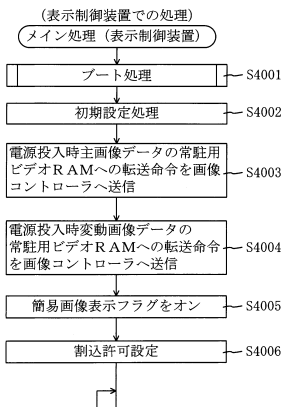 （表示制御装置での処理）
メイン処理（表示制御装置）
ブート処理
S4001
初期設定処理
S4002
電源投入時主画像データの常駐用
ビデオＲＡＭへの転送命令を画像
コントローラへ送信
S4003
電源投入時変動画像データの
常駐用ビデオＲＡＭへの転送命令
を画像コントローラへ送信
S4004
簡易画像表示フラグをオン
S4005
割込許可設定
S4006